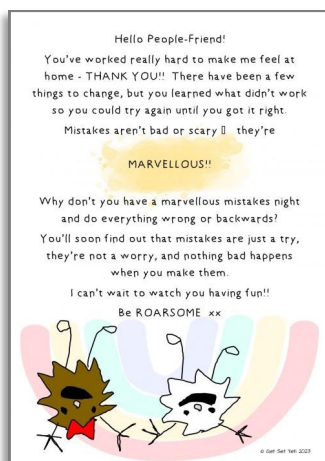 Hello People-Friend!
You've worked really hard to make me feel at
home - THANK YOU!! There have been a few
things to change, but you learned what didn't work
so you could try again until you got it right.
Mistakes aren't bad or scary ▯ they're
MARVELLOUS!!
Why don't you have a marvellous mistakes night
and do everything wrong or backwards?
You'll soon find out that mistakes are just a try,
they're not a worry, and nothing bad happens
when you make them.
I can't wait to watch you having fun!!
Be ROARSOME xx
© Get Set Yeti 2023